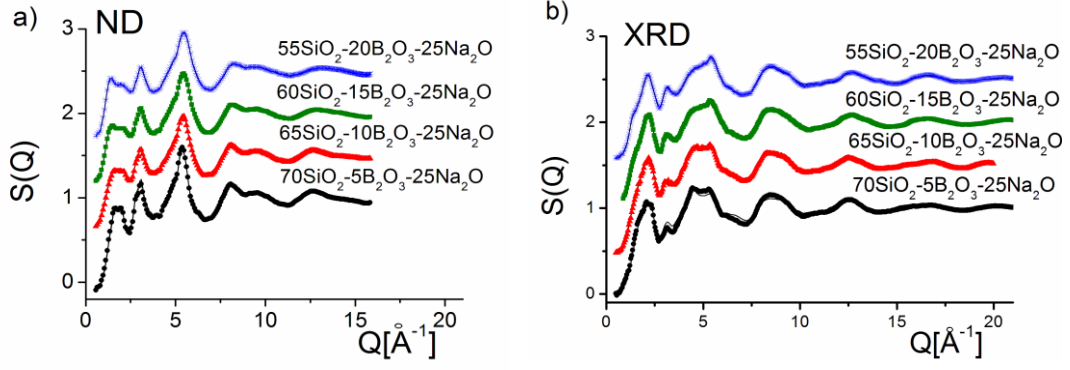 a)
ND
3
55SiO₂-20B₂O₃-25Na₂O
60SiO₂-15B₂O₃-25Na₂O
2
65SiO₂-10B₂O₃-25Na₂O
70SiO₂-5B₂O₃-25Na₂O
1
0
S(Q)
0 5 10 15 20
Q[Å⁻¹]
b)
XRD
3
55SiO₂-20B₂O₃-25Na₂O
60SiO₂-15B₂O₃-25Na₂O
2
65SiO₂-10B₂O₃-25Na₂O
70SiO₂-5B₂O₃-25Na₂O
1
0
S(Q)
0 5 10 15 20
Q[Å⁻¹]